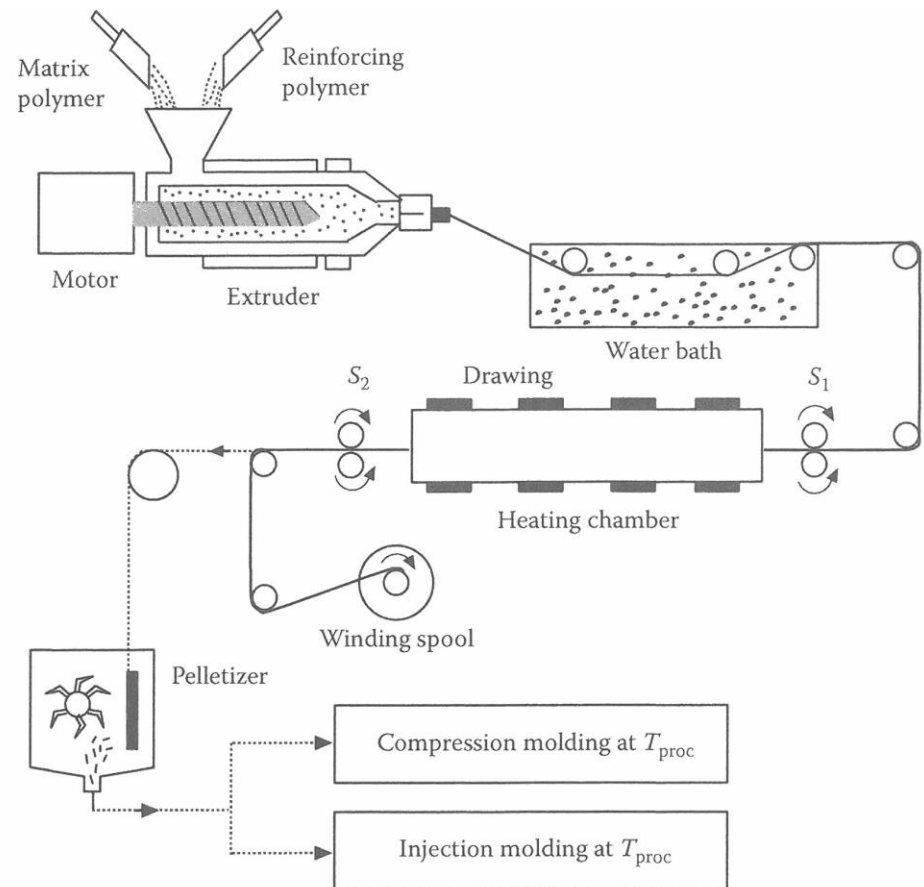 Matrix
polymer
Reinforcing
polymer
Motor
Extruder
Water bath
S2
Drawing
S1
Heating chamber
Winding spool
Pelletizer
Compression molding at Tproc
Injection molding at Tproc